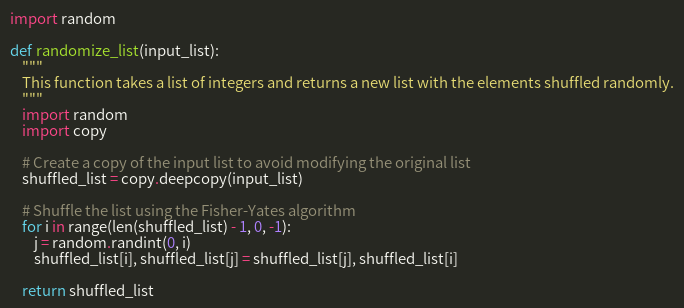 import random

def randomize_list(input_list):
    """
    This function takes a list of integers and returns a new list with the elements shuffled randomly.
    """
    import random
    import copy

    # Create a copy of the input list to avoid modifying the original list
    shuffled_list = copy.deepcopy(input_list)

    # Shuffle the list using the Fisher-Yates algorithm
    for i in range(len(shuffled_list) - 1, 0, -1):
        j = random.randint(0, i)
        shuffled_list[i], shuffled_list[j] = shuffled_list[j], shuffled_list[i]

    return shuffled_list